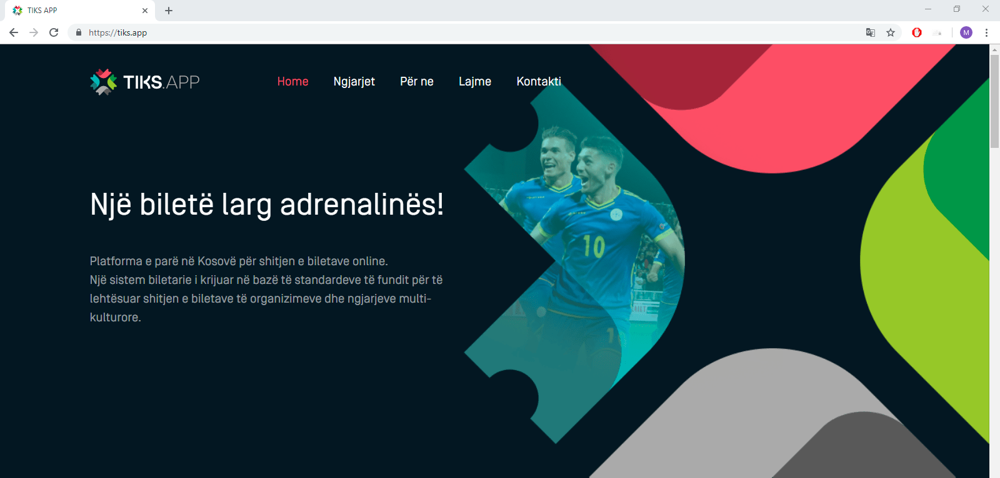 TIKS APP
https://tiks.app
M
TIKS.APP
Home Ngjarjet Për ne Lajme Kontakti
Një biletë larg adrenalinës!
10
Platforma e parë në Kosovë për shitjen e biletave online.
Një sistem biletarie i krijuar në bazë të standardeve të fundit për të
lehtësuar shitjen e biletave të organizimeve dhe ngjarjeve multi-
kulturore.
1